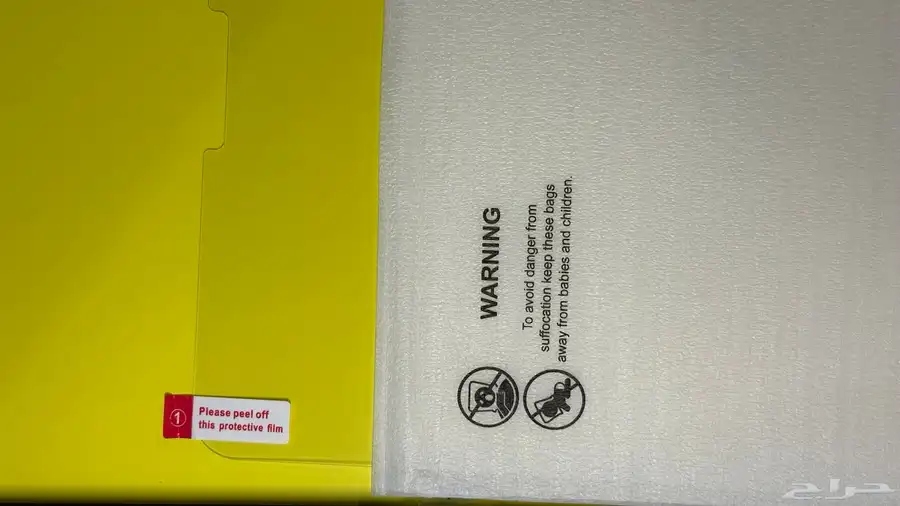 WARNING
To avoid danger from
suffocation keep these bags
away from babies and children.
1
Please peel off
this protective film
حراج